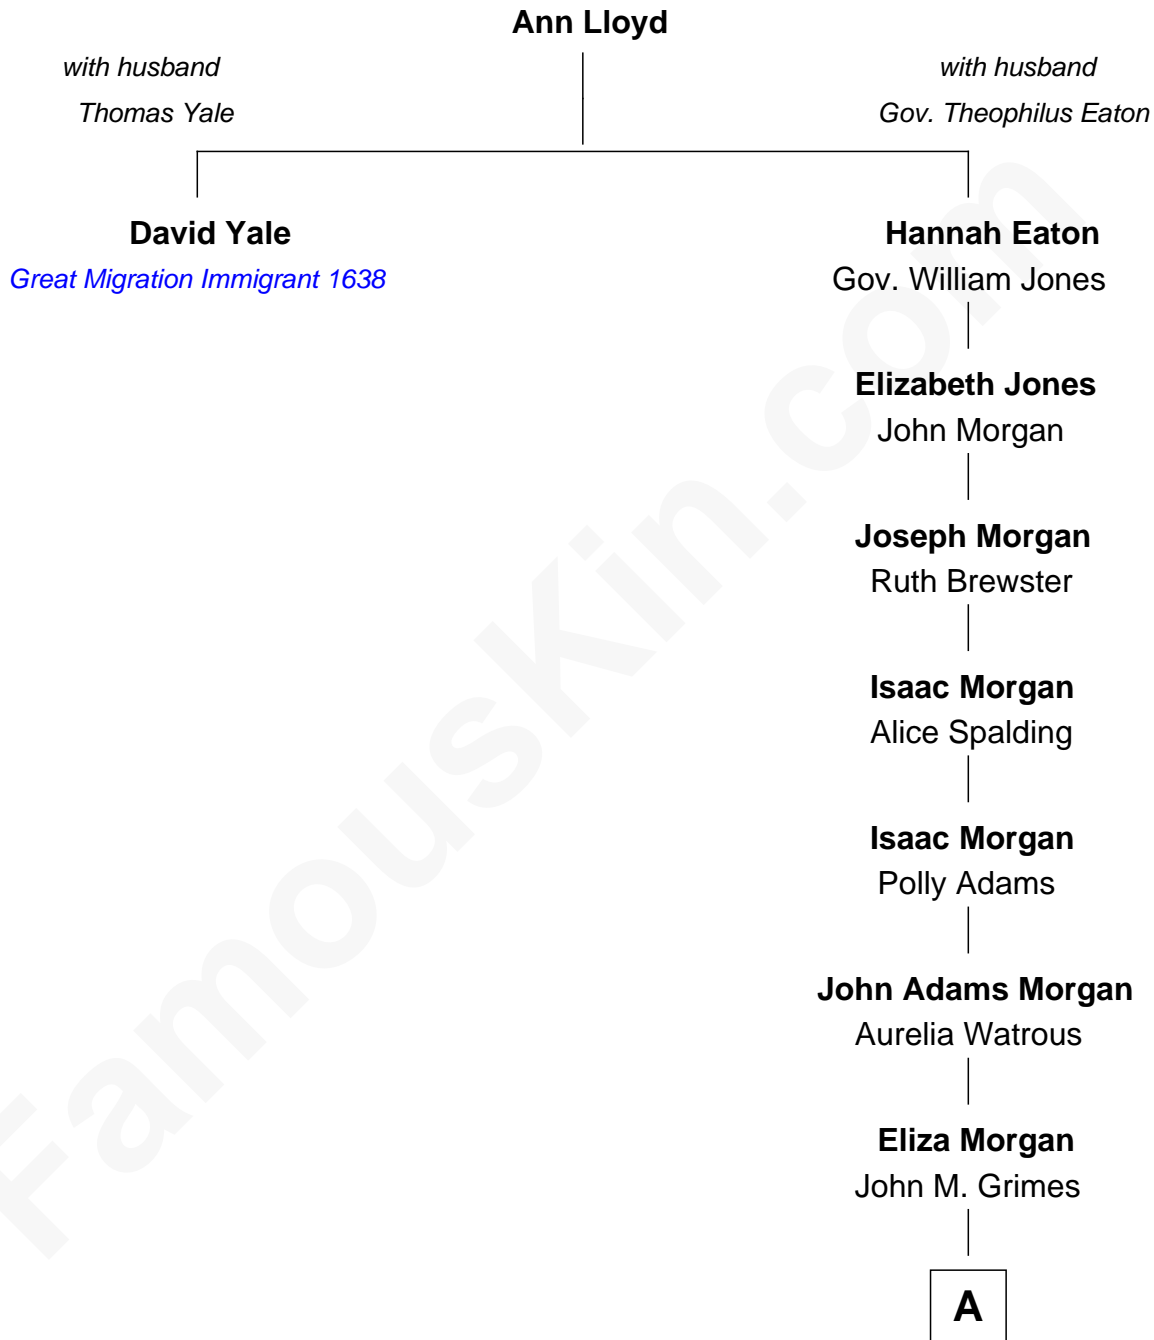 Ann Lloyd
with husband
Thomas Yale
with husband
Gov. Theophilus Eaton
David Yale
Great Migration Immigrant 1638
Hannah Eaton
Gov. William Jones
Elizabeth Jones
John Morgan
Joseph Morgan
Ruth Brewster
Isaac Morgan
Alice Spalding
Isaac Morgan
Polly Adams
John Adams Morgan
Aurelia Watrous
Eliza Morgan
John M. Grimes
A
FamousKin.com